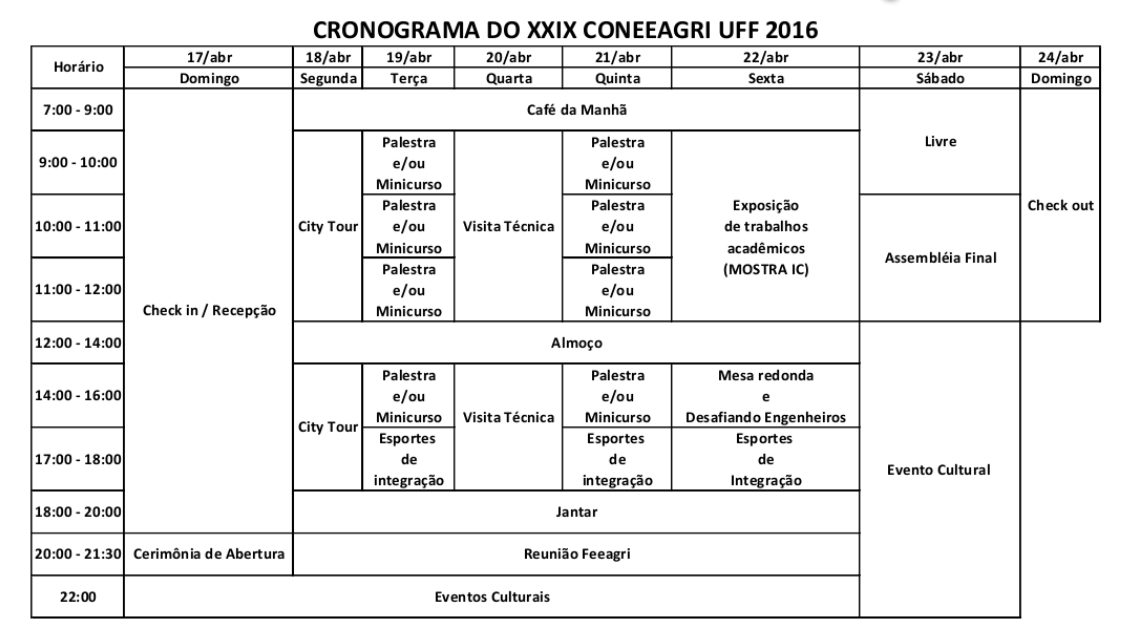 CRONOGRAMA DO XXIX CONEEAGRI UFF 2016
Horário 17/abr 18/abr 19/abr 20/abr 21/abr 22/abr 23/abr 24/abr
Domingo Segunda Terça Quarta Quinta Sexta Sábado Domingo
7:00 - 9:00 Café da Manhã
Livre
9:00 - 10:00
Palestra
e/ou
Minicurso
Palestra
e/ou
Minicurso
10:00 - 11:00
City Tour
Palestra
e/ou
Minicurso
Visita Técnica
Palestra
e/ou
Minicurso
Exposição
de trabalhos
acadêmicos
(MOSTRA IC)
Assembléia Final
Check out
11:00 - 12:00
Check in / Recepção
Palestra
e/ou
Minicurso
Palestra
e/ou
Minicurso
12:00 - 14:00 Almoço
14:00 - 16:00
City Tour
Palestra
e/ou
Minicurso
Visita Técnica
Palestra
e/ou
Minicurso
Mesa redonda
e
Desafiando Engenheiros
17:00 - 18:00
Esportes
de
integração
Esportes
de
integração
Esportes
de
Integração
Evento Cultural
18:00 - 20:00 Jantar
20:00 - 21:30 Cerimônia de Abertura Reunião Feeagri
22:00 Eventos Culturais